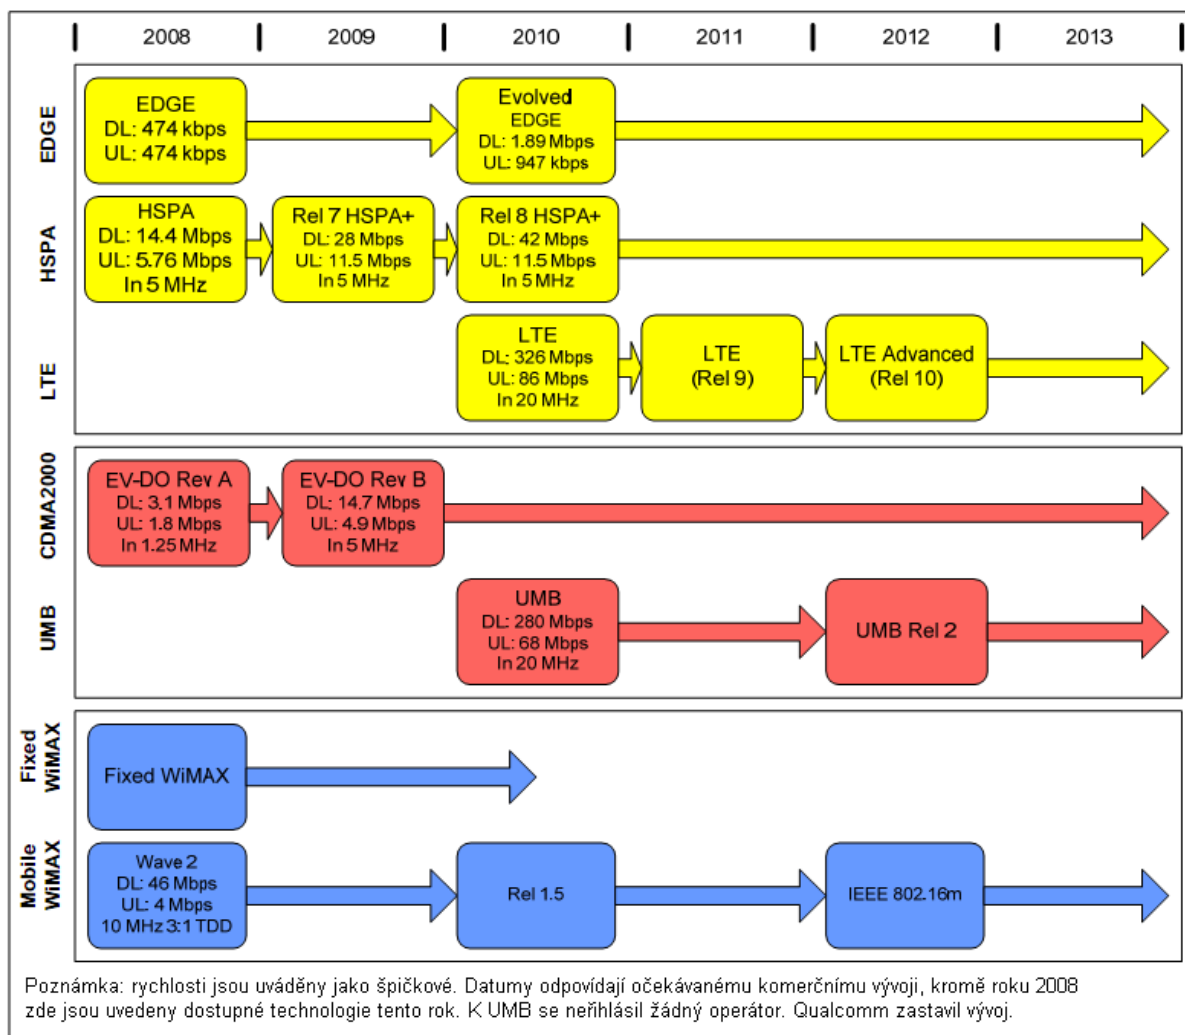 2008 2009 2010 2011 2012 2013
EDGE
EDGE
DL: 474 kbps
UL: 474 kbps
Evolved
EDGE
DL: 1.89 Mbps
UL: 947 kbps
HSPA
HSPA
DL: 14.4 Mbps
UL: 5.76 Mbps
In 5 MHz
Rel 7 HSPA+
DL: 28 Mbps
UL: 11.5 Mbps
In 5 MHz
Rel 8 HSPA+
DL: 42 Mbps
UL: 11.5 Mbps
In 5 MHz
LTE
LTE
DL: 326 Mbps
UL: 86 Mbps
In 20 MHz
LTE
(Rel 9)
LTE Advanced
(Rel 10)
CDMA2000
EV-DO Rev A
DL: 3.1 Mbps
UL: 1.8 Mbps
In 1.25 MHz
EV-DO Rev B
DL: 14.7 Mbps
UL: 4.9 Mbps
In 5 MHz
UMB
UMB
DL: 280 Mbps
UL: 68 Mbps
In 20 MHz
UMB Rel 2
Fixed
WiMAX
Fixed WiMAX
Mobile
WiMAX
Wave 2
DL: 46 Mbps
UL: 4 Mbps
10 MHz 3:1 TDD
Rel 1.5
IEEE 802.16m
Poznámka: rychlosti jsou uváděny jako špičkové. Datumy odpovídají očekávanému komerčnímu vývoji, kromě roku 2008
zde jsou uvedeny dostupné technologie tento rok. K UMB se neřihlásil žádný operátor. Qualcomm zastavil vývoj.